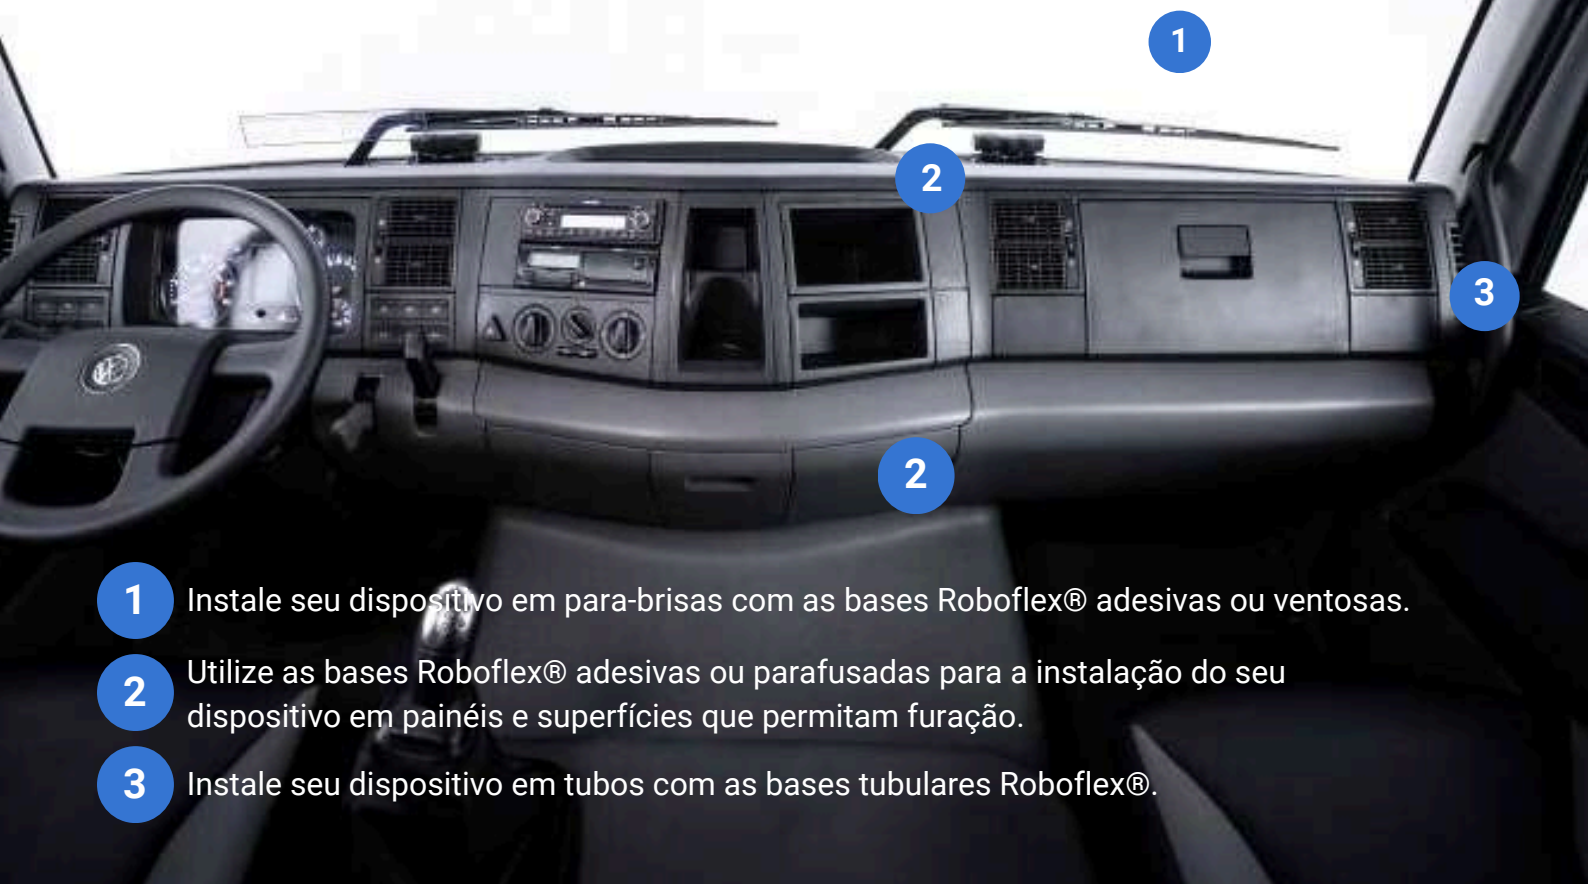 1
2
3
2
1 Instale seu dispositivo em para-brisas com as bases Roboflex® adesivas ou ventosas.
2 Utilize as bases Roboflex® adesivas ou parafusadas para a instalação do seu
dispositivo em painéis e superfícies que permitam furação.
3 Instale seu dispositivo em tubos com as bases tubulares Roboflex®.